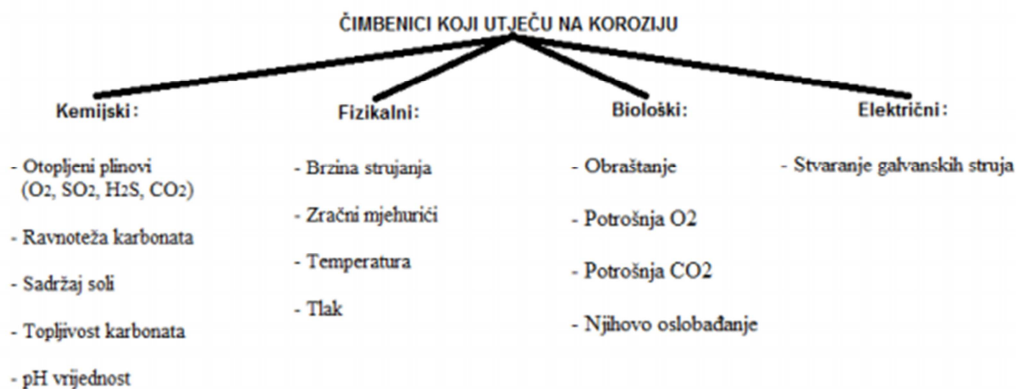 ČIMBENICI KOJI UTJEČU NA KOROZIJU
Kemijski:
- Otopljeni plinovi
(O2, SO2, H2S, CO2)
- Ravnoteža karbonata
- Sadržaj soli
- Topljivost karbonata
- pH vrijednost
Fizikalni:
- Brzina strujanja
- Zračni mjehurići
- Temperatura
- Tlak
Biološki:
- Obraštanje
- Potrošnja O2
- Potrošnja CO2
- Njihovo oslobađanje
Električni:
- Stvaranje galvanskih struja